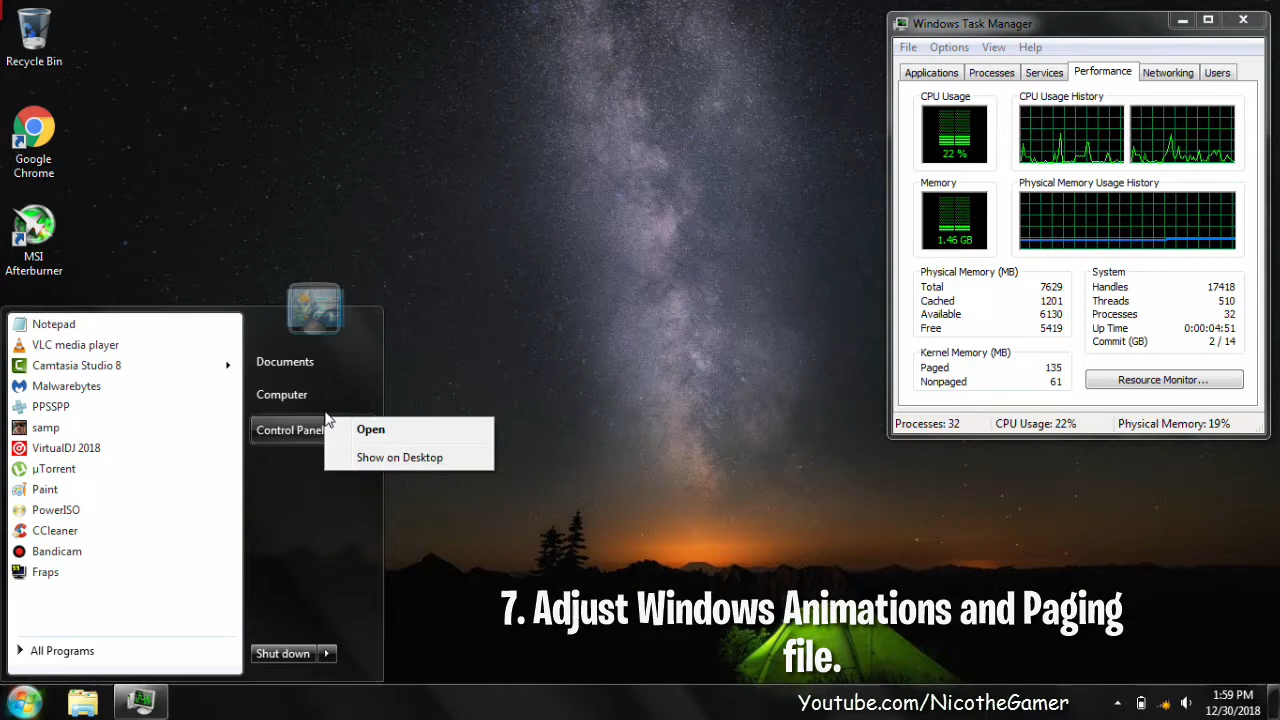 Recycle Bin
Google
Chrome
MSI
Afterburner
Notepad
VLC media player
Camtasia Studio 8
Malwarebytes
PPSSPP
samp
VirtualDJ 2018
µTorrent
Paint
PowerISO
CCleaner
Bandicam
Fraps
All Programs
Documents
Computer
Control Panel
Shut down
Open
Show on Desktop
Windows Task Manager
File Options View Help
Applications Processes Services Performance Networking Users
CPU Usage CPU Usage History
22 %
Memory Physical Memory Usage History
1.46 GB
Physical Memory (MB)
Total 7629
Cached 1201
Available 6130
Free 5419
Kernel Memory (MB)
Paged 135
Nonpaged 61
System
Handles 17418
Threads 510
Processes 32
Up Time 0:00:04:51
Commit (GB) 2 / 14
Resource Monitor...
Processes: 32 CPU Usage: 22% Physical Memory: 19%
7. Adjust Windows Animations and Paging
file.
Youtube.com/NicotheGamer
1:59 PM
12/30/2018